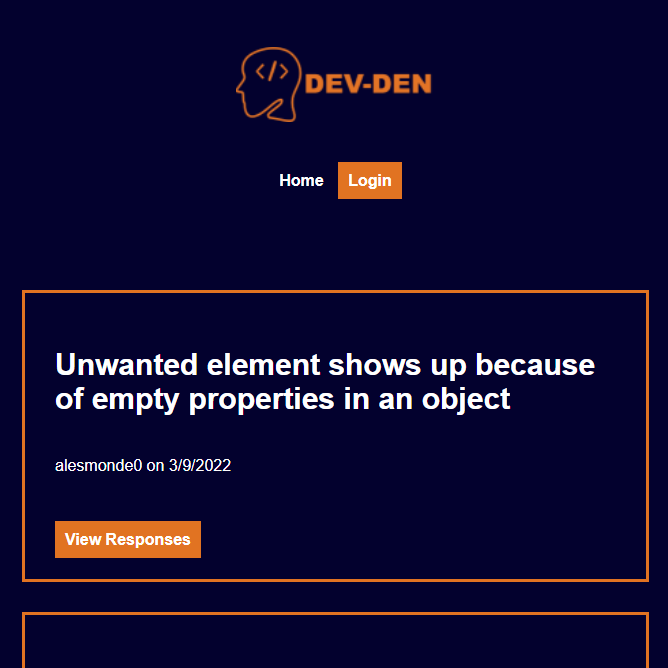 </> DEV-DEN
Home Login
Unwanted element shows up because
of empty properties in an object
alesmonde0 on 3/9/2022
View Responses